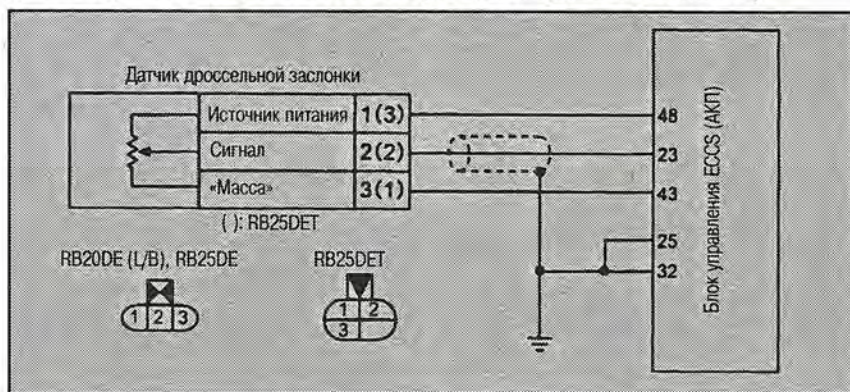 Датчик дроссельной заслонки
Источник питания 1(3)
Сигнал 2(2)
«Масса» 3(1)
( ): RB25DET
48
23
43
25
32
Блок управления ECCS (АКП)
RB20DE (L/B), RB25DE
RB25DET
1 2 3
1 2
3